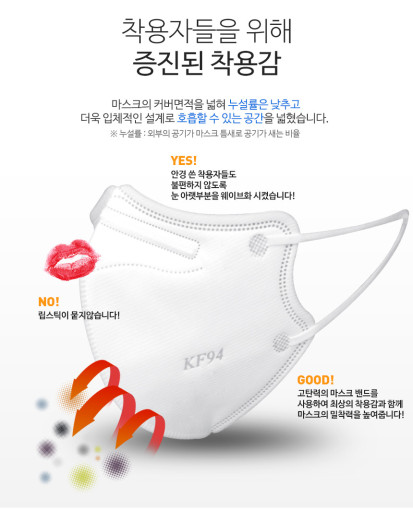 착용자들을 위해
증진된 착용감
마스크의 커버면적을 넓혀 누설률은 낮추고
더욱 입체적인 설계로 호흡할 수 있는 공간을 넓혔습니다.
※ 누설률 : 외부의 공기가 마스크 틈새로 공기가 새는 비율
YES!
안경 쓴 착용자들도
불편하지 않도록
눈 아랫부분을 웨이브화 시켰습니다!
NO!
립스틱이 묻지않습니다!
KF94
GOOD!
고탄력의 마스크 밴드를
사용하여 최상의 착용감과 함께
마스크의 밀착력을 높여줍니다!